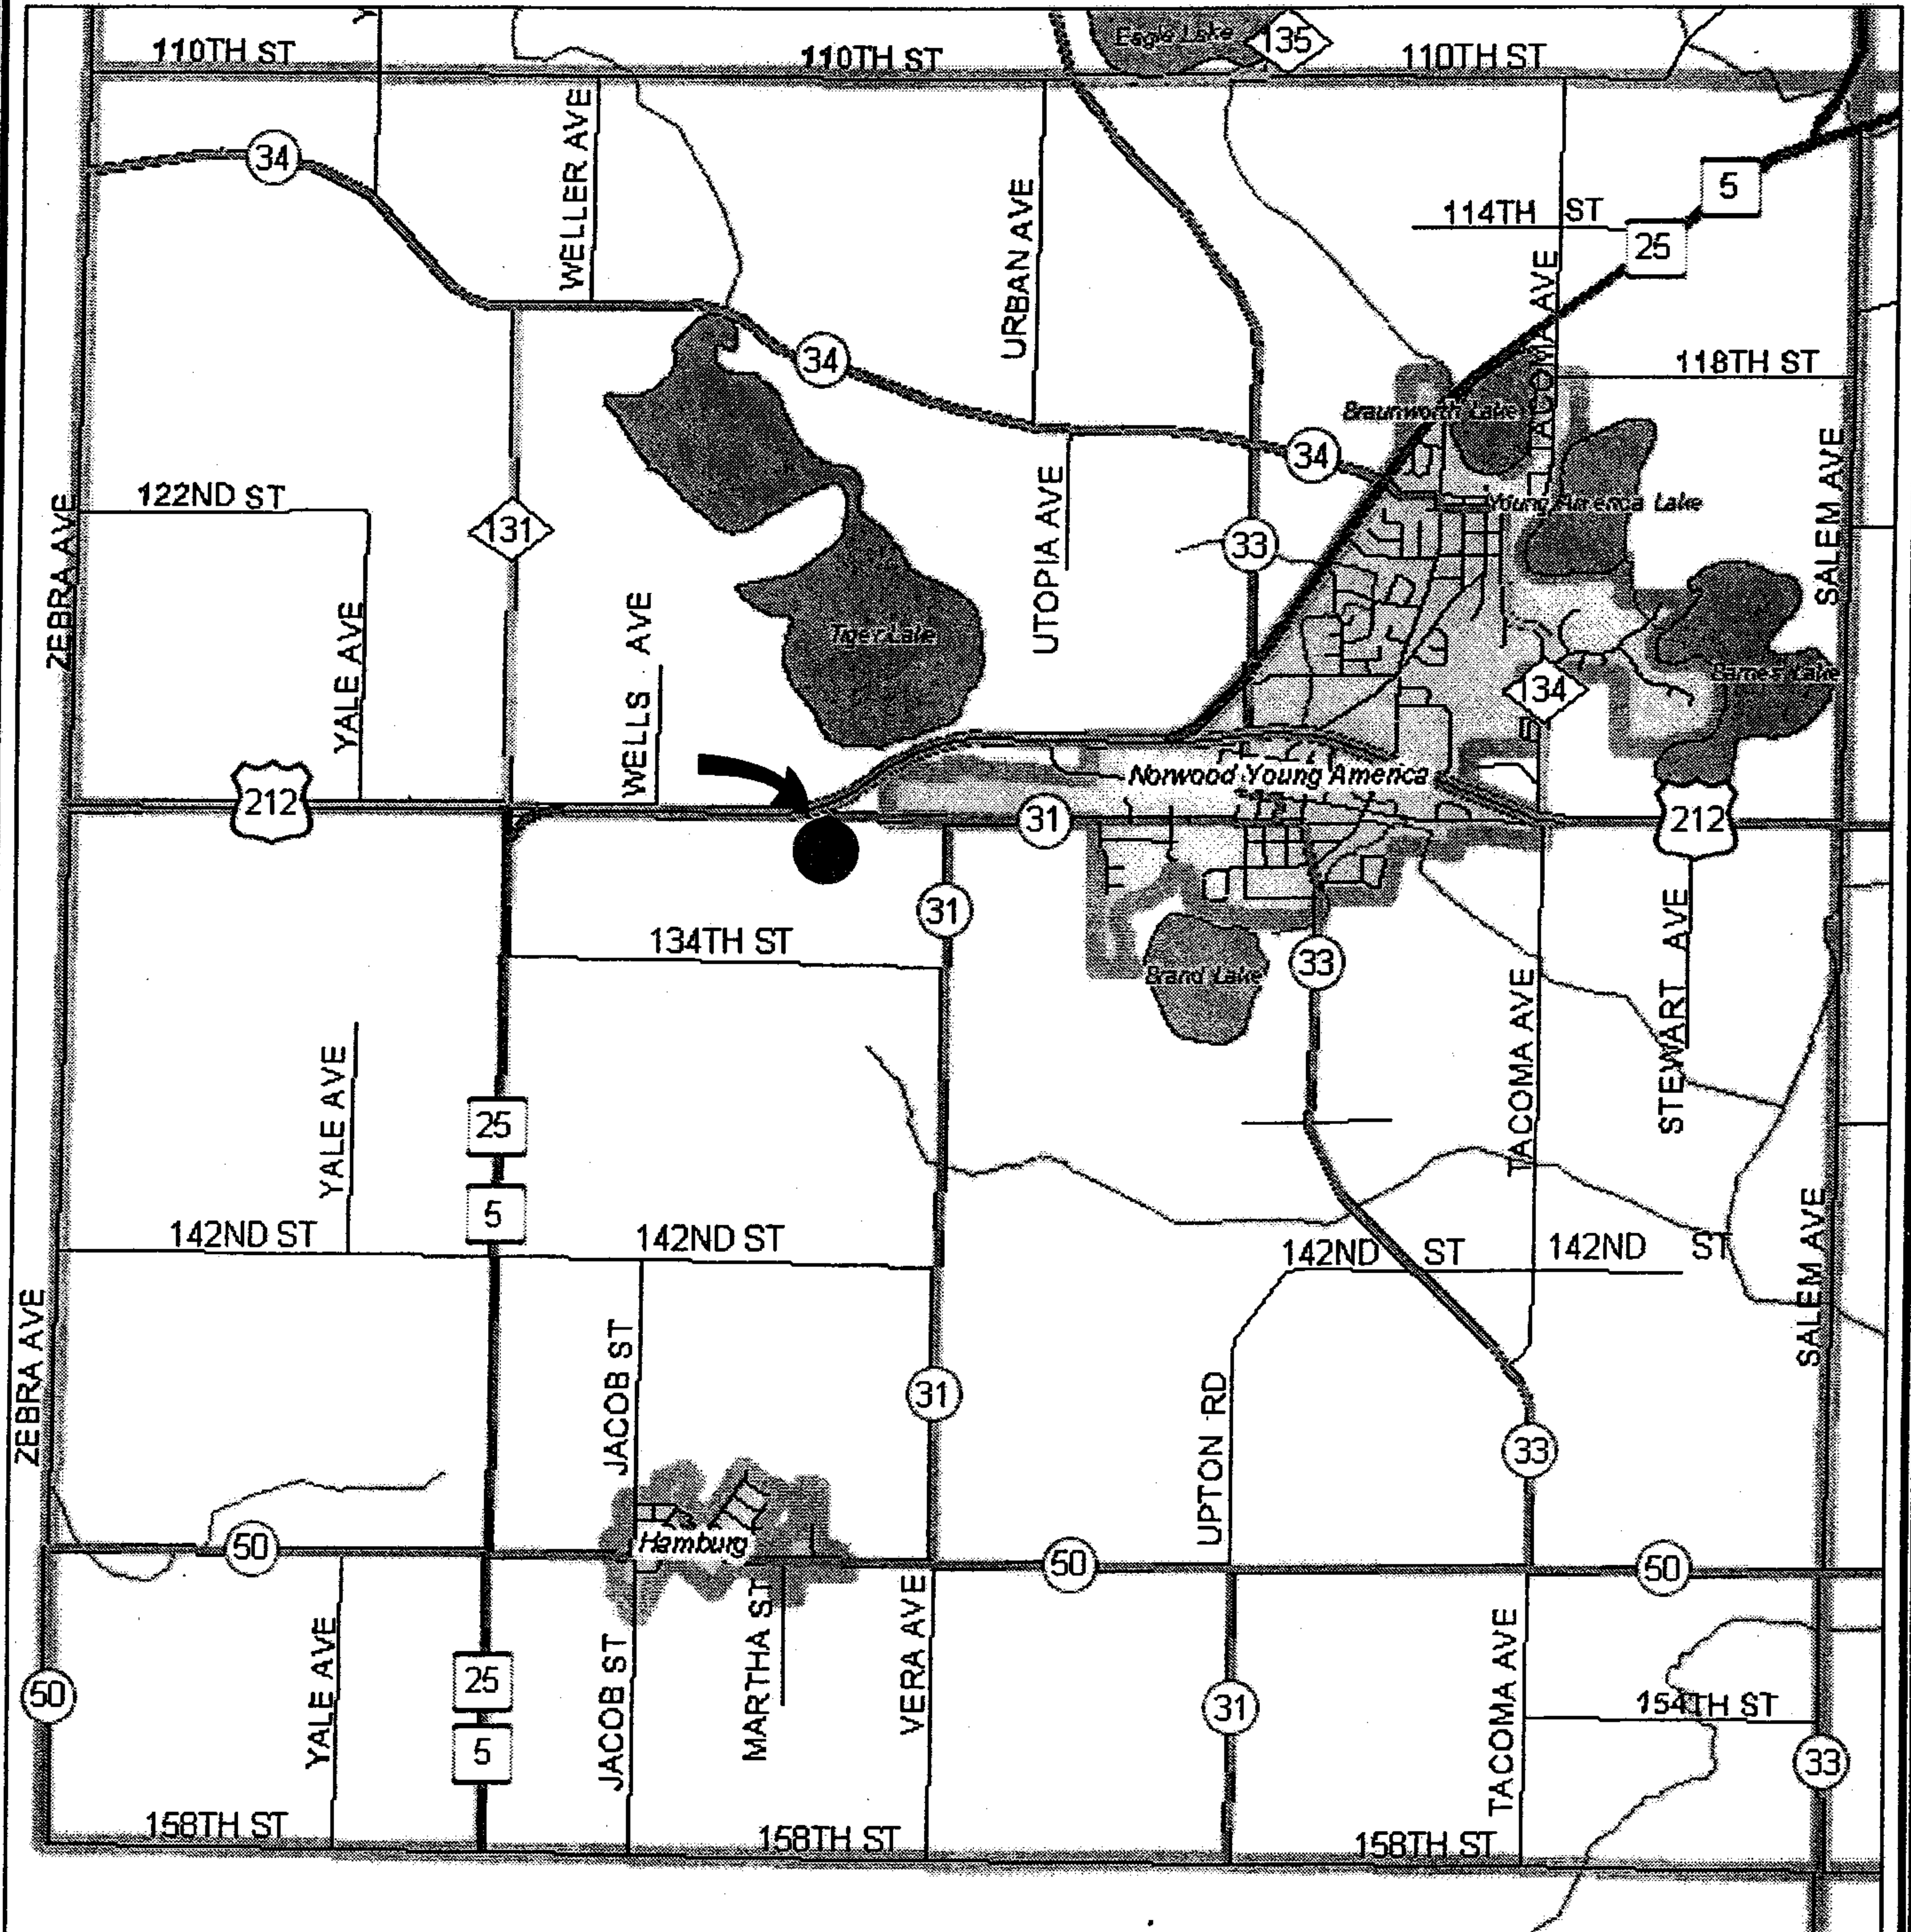 110TH ST
110TH ST
Eagle Lake
135
110TH ST
34
WELLER AVE
URBAN AVE
5
114TH ST
25
TACOMA AVE
34
118TH ST
Braunworth Lake
34
122ND ST
Young America Lake
ZEBRA AVE
131
UTOPIA AVE
33
SALEM AVE
YALE AVE
WELLS AVE
Tiger Lake
134
Barnes Lake
212
Norwood Young America
31
212
31
134TH ST
33
Brand Lake
STEWART AVE
TACOMA AVE
YALE AVE
25
5
142ND ST
142ND ST
142ND ST
142ND ST
SALEM AVE
ZEBRA AVE
JACOB ST
31
UPTON RD
33
Hamburg
50
50
50
YALE AVE
25
JACOB ST
MARTHA ST
VERA AVE
TACOMA AVE
50
31
154TH ST
5
33
158TH ST
158TH ST
158TH ST